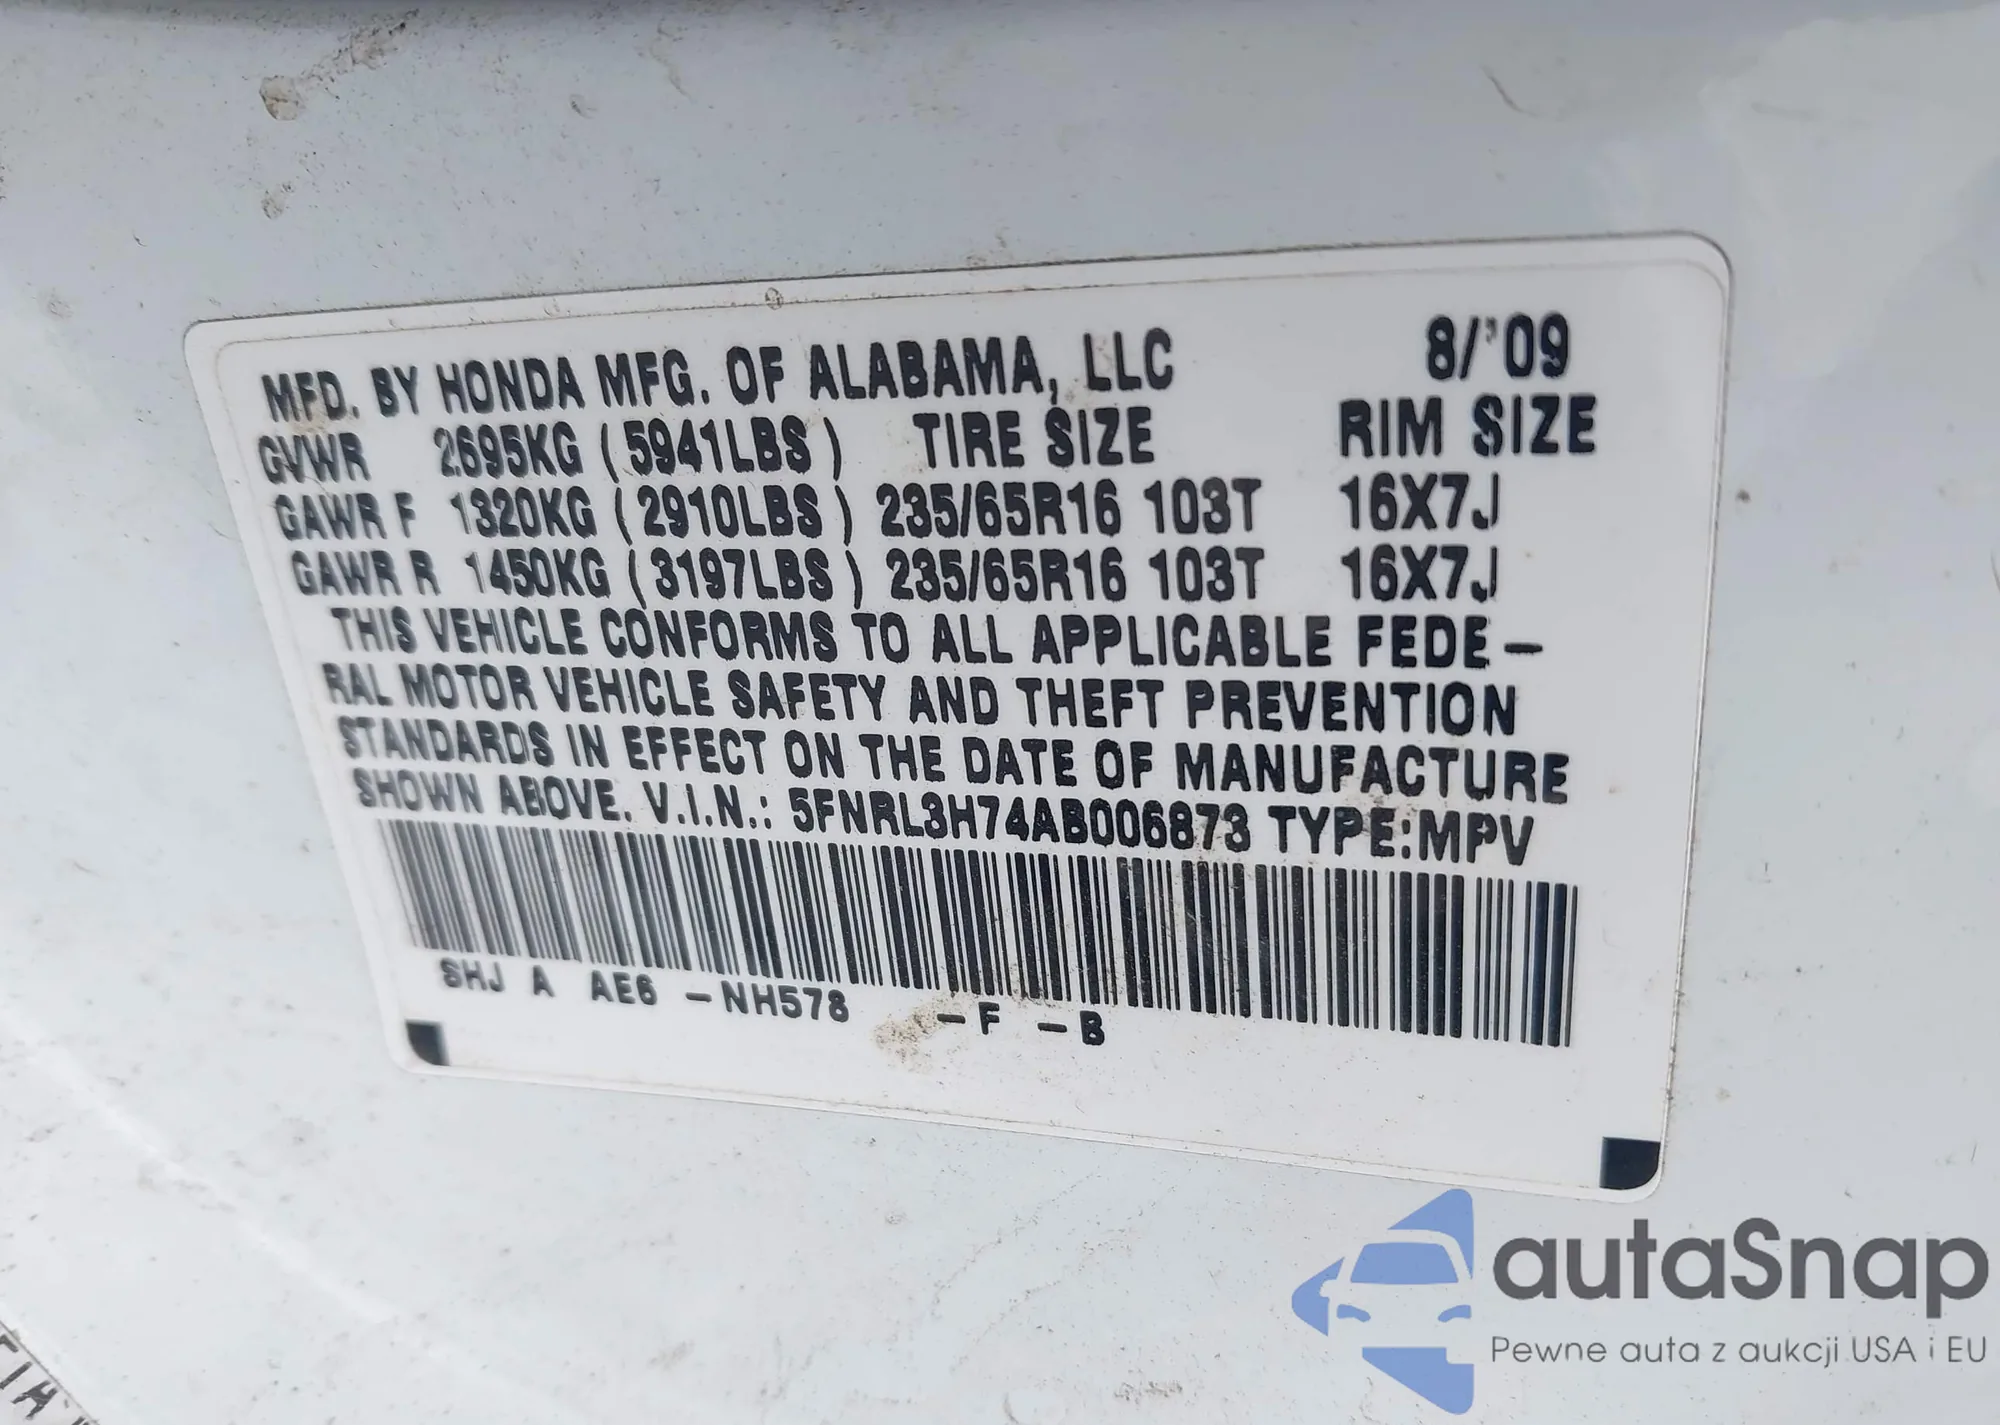 MFD. BY HONDA MFG. OF ALABAMA, LLC 8/'09
GVWR 2695KG (5941LBS) TIRE SIZE RIM SIZE
GAWR F 1320KG (2910LBS) 235/65R16 103T 16X7J
GAWR R 1450KG (3197LBS) 235/65R16 103T 16X7J
THIS VEHICLE CONFORMS TO ALL APPLICABLE FEDE-
RAL MOTOR VEHICLE SAFETY AND THEFT PREVENTION
STANDARDS IN EFFECT ON THE DATE OF MANUFACTURE
SHOWN ABOVE. V.I.N.: 5FNRL3H74AB006873 TYPE:MPV
SHJ A AE6 -NH578 -F -B
autaSnap
Pewne auta z aukcji USA i EU